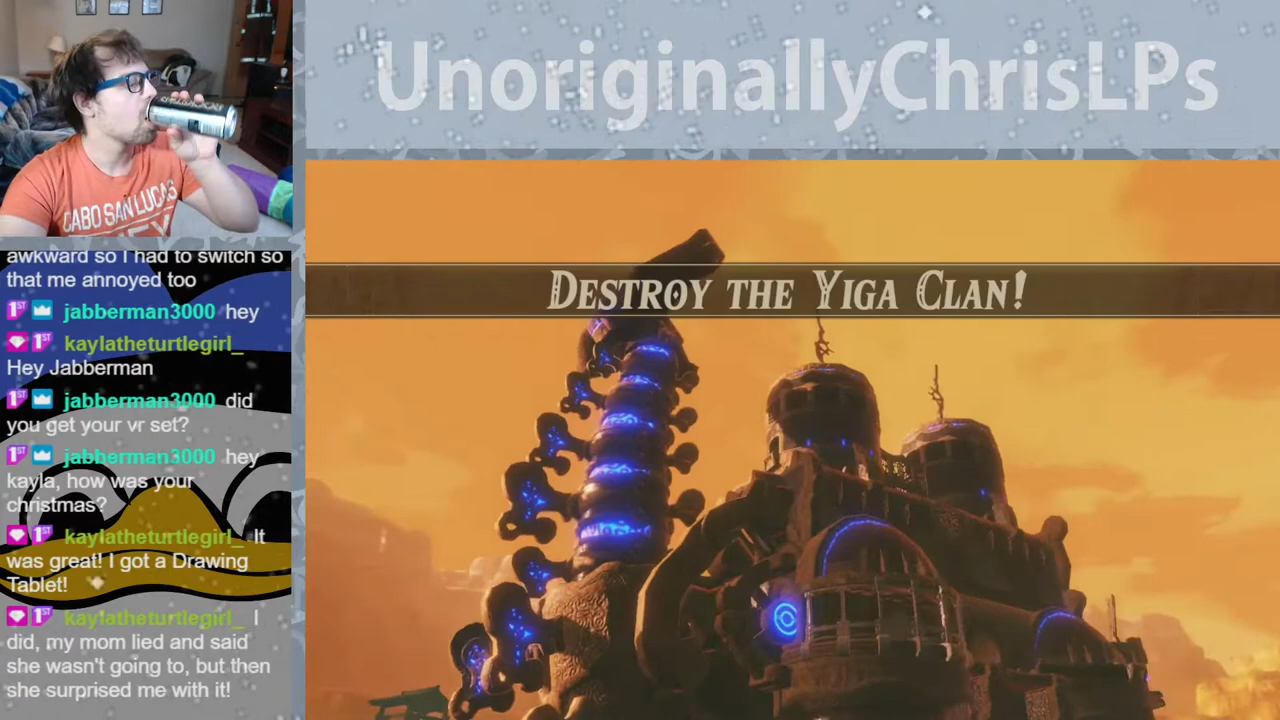 UnoriginallyChrisLPs
CABO SAN LUCAS
awkward so I had to switch so
that me annoyed too
jabberman3000 hey
kaylatheturtlegirl_
Hey Jabberman
jabberman3000 did
you get your vr set?
jabberman3000 hey
kayla, how was your
christmas?
kaylatheturtlegirl_ It
was great! I got a Drawing
Tablet!
kaylatheturtlegirl_ I
did, my mom lied and said
she wasn't going to, but then
she surprised me with it!
DESTROY THE YIGA CLAN!